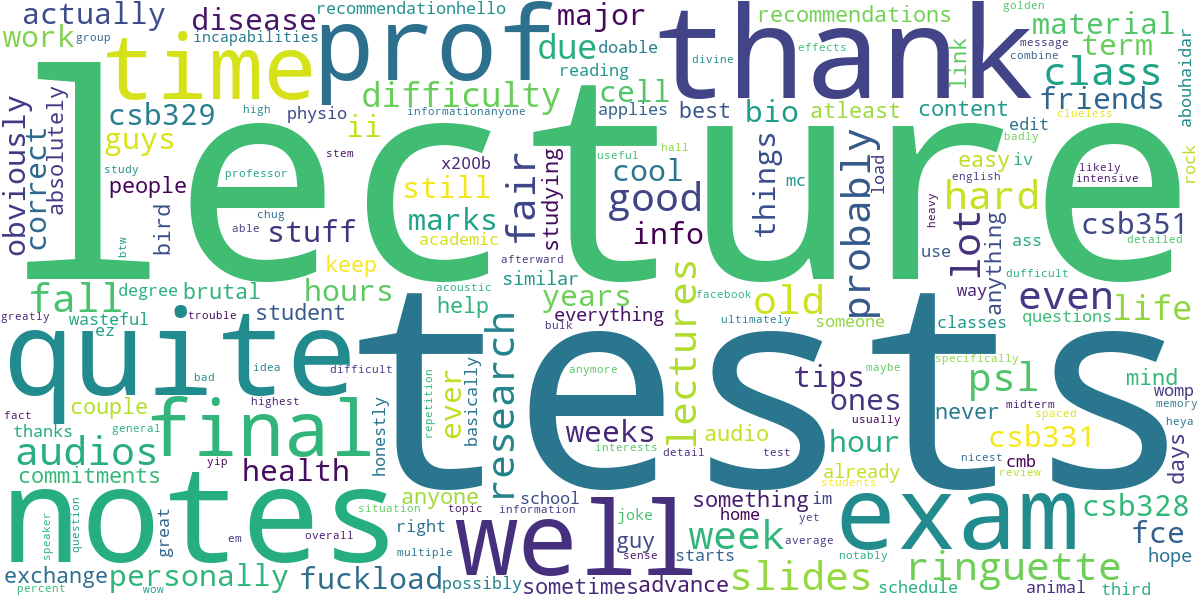 actually
disease
recommendationhello
major
recommendations
golden
material
work
group
incapabilities
prof
due
doable
thank
divine
effects
link
message
combine
term
time
reading
class
abouhaidar
obviously
correct
absolutely
csb329
high
physio
difficulty
cell
applies
best
bio
atleast
content
friends
guys
ii
informationanyone
edit
clueless
badly
lecture
stem
x200b
fair
studying
useful
hall
cool
things
mc
probably
load
easy
iv
likely
rock
study
professor
people
still
good
english
intensive
hard
bird
chug
able
stuff
marks
academic
info
lot
heavy
ass
csb351
btw
keep
afterward
use
anything
detailed
similar
way
dufficult
fall
degree
brutal
hours
acoustic
help
years
lectures
facebook
old
even
life
greatly
wasteful
trouble
student
everything
ultimately
someone
classes
questions
ez
bulk
quite
tests
research
specifically
bad
idea
difficult
repetition
ever
basically
anymore
tips
maybe
psl
mind
womp
fact
couple
highest
ones
never
midterm
spaced
memory
thanks
general
final
honestly
weeks
audio
usually
hour
csb331
heya
audios
yip
interests
detail
test
already
nicest
cmb
review
days
commitments
health
situation
anyone
school
something
im
students
notes
topic
information
home
yet
exam
csb328
speaker
question
great
em
overall
right
well
joke
guy
week
average
fce
multiple
sense
starts
notably
hope
exchange
personally
fuckload
possibly
sometimes
advance
slides
schedule
ringuette
percent
wow
animal
third